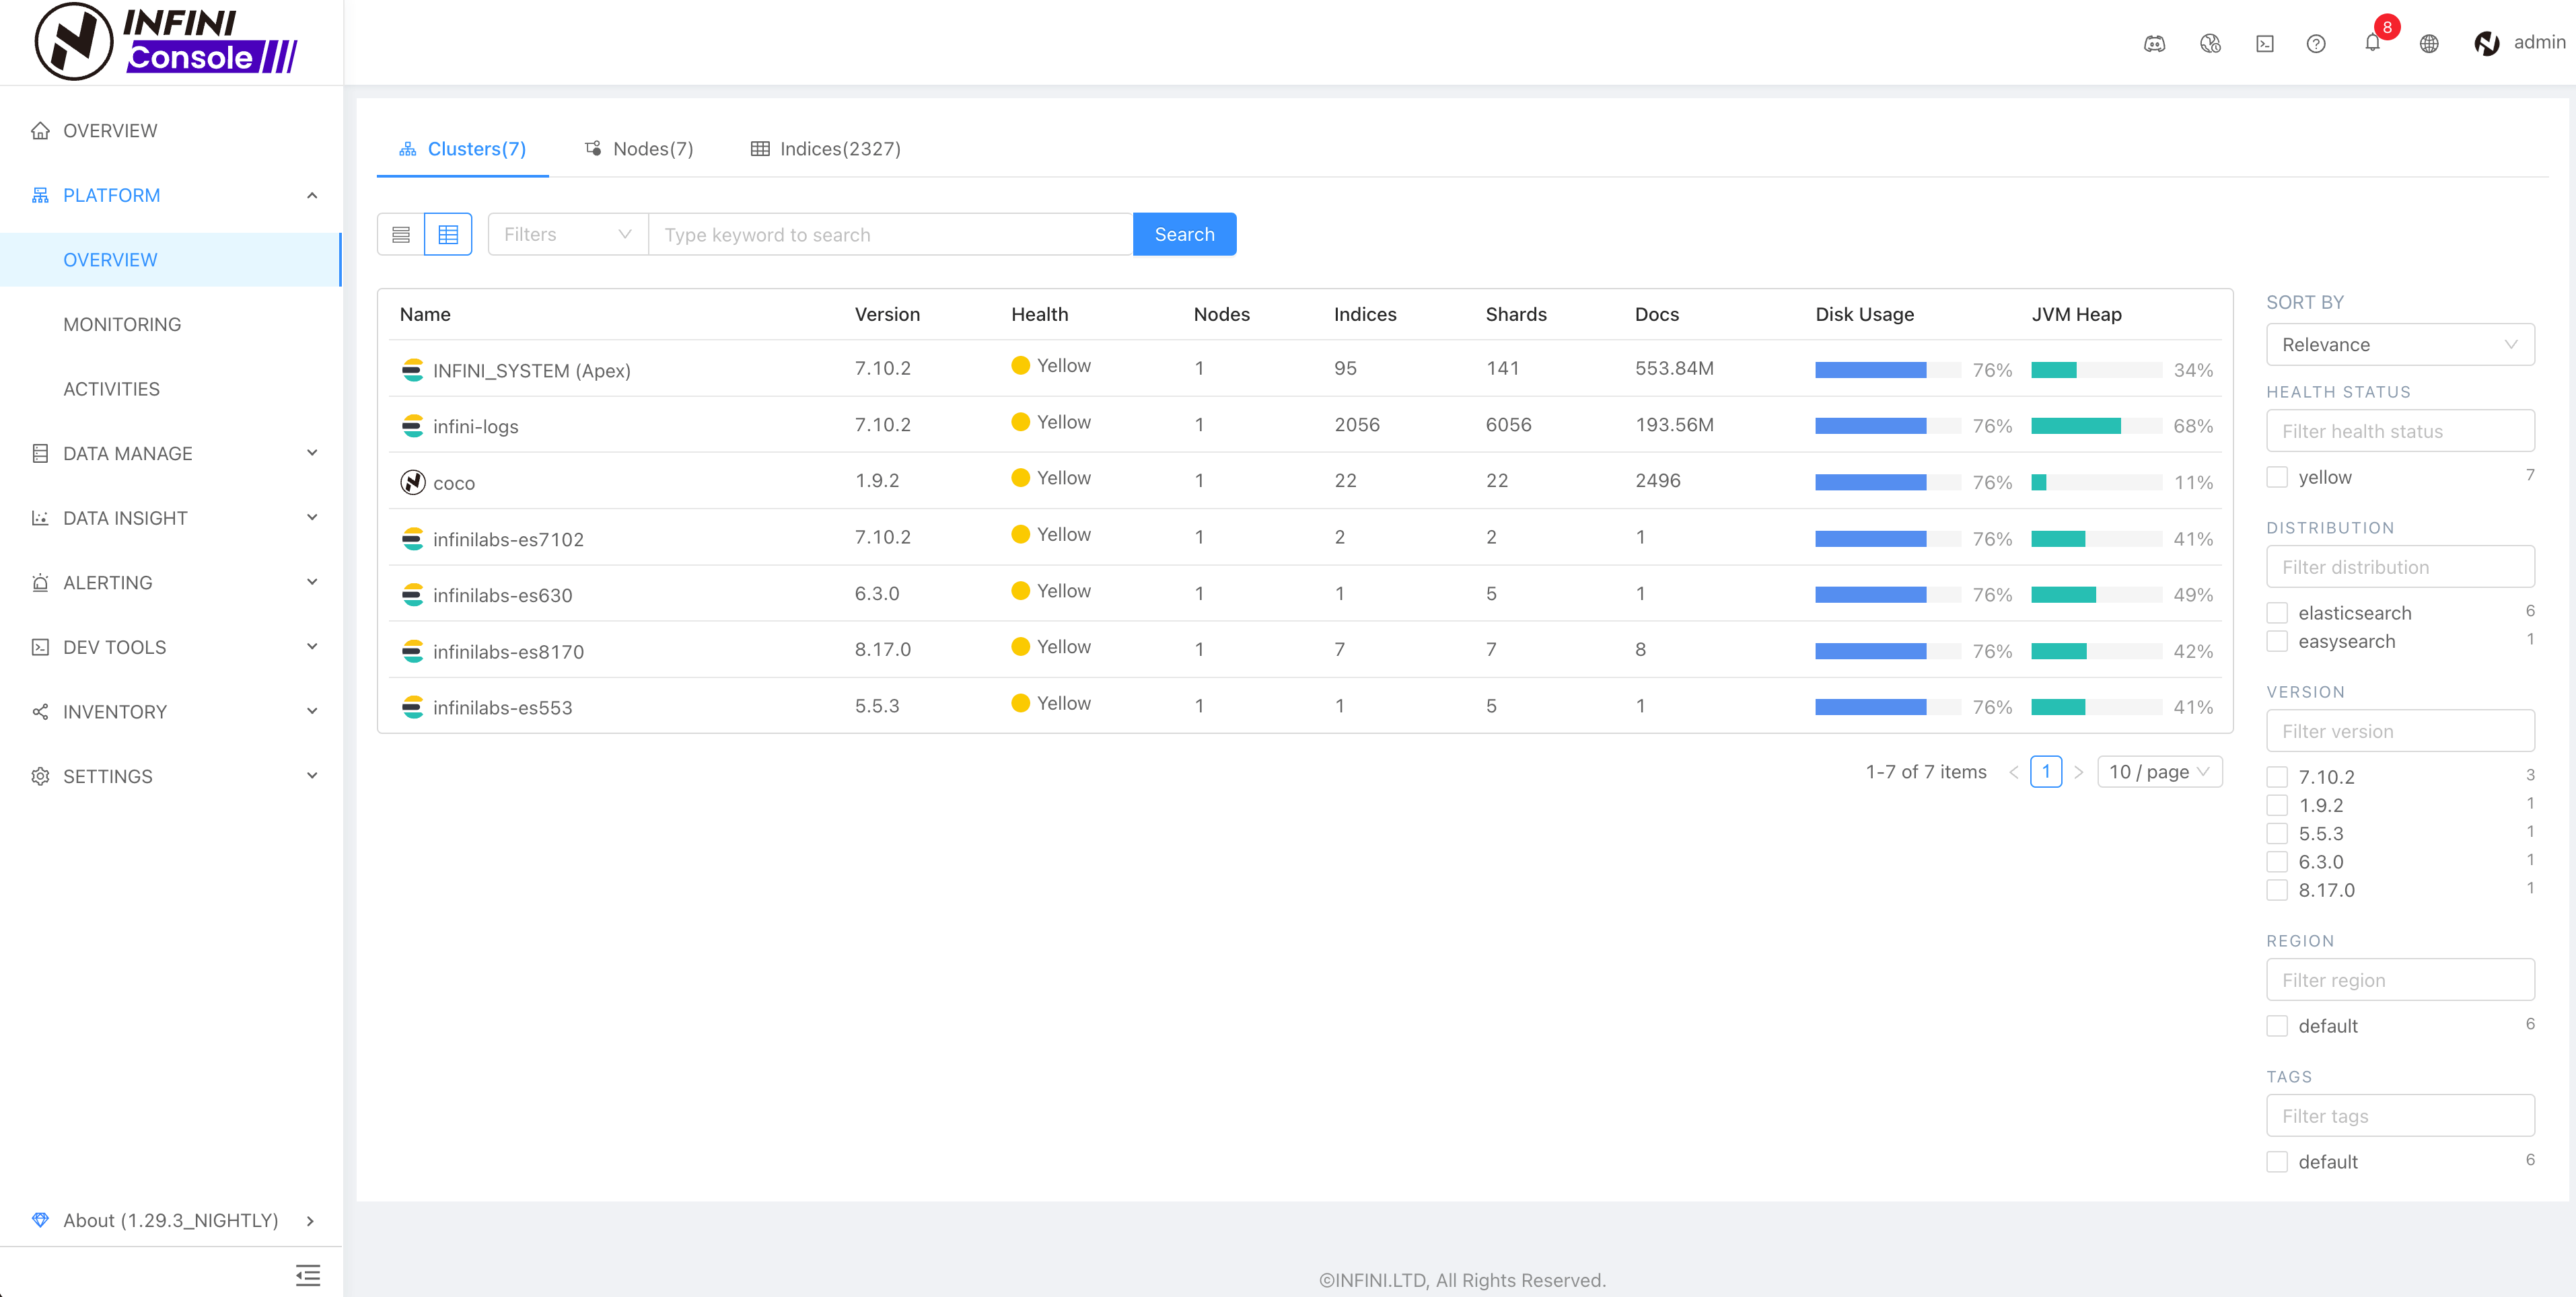 INFINI
Console
8
admin
OVERVIEW
PLATFORM
OVERVIEW
MONITORING
ACTIVITIES
DATA MANAGE
DATA INSIGHT
ALERTING
DEV TOOLS
INVENTORY
SETTINGS
About (1.29.3_NIGHTLY)
Clusters(7) Nodes(7) Indices(2327)
Filters Type keyword to search Search
Name Version Health Nodes Indices Shards Docs Disk Usage JVM Heap
INFINI_SYSTEM (Apex) 7.10.2 Yellow 1 95 141 553.84M 76% 34%
infini-logs 7.10.2 Yellow 1 2056 6056 193.56M 76% 68%
coco 1.9.2 Yellow 1 22 22 2496 76% 11%
infinilabs-es7102 7.10.2 Yellow 1 2 2 1 76% 41%
infinilabs-es630 6.3.0 Yellow 1 1 5 1 76% 49%
infinilabs-es8170 8.17.0 Yellow 1 7 7 8 76% 42%
infinilabs-es553 5.5.3 Yellow 1 1 5 1 76% 41%
1-7 of 7 items 1 10 / page
SORT BY
Relevance
HEALTH STATUS
Filter health status
yellow 7
DISTRIBUTION
Filter distribution
elasticsearch 6
easysearch 1
VERSION
Filter version
7.10.2 3
1.9.2 1
5.5.3 1
6.3.0 1
8.17.0 1
REGION
Filter region
default 6
TAGS
Filter tags
default 6
©INFINI.LTD, All Rights Reserved.